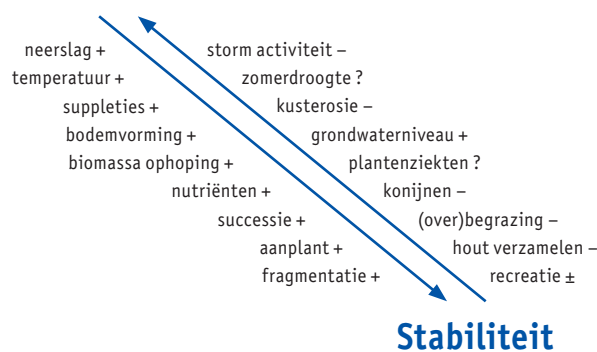 neerslag + storm activiteit –
temperatuur + zomerdroogte ?
suppleties + kusterosie –
bodemvorming + grondwaterniveau +
biomassa ophoping + plantenziekten ?
nutriënten + konijnen –
successie + (over)begrazing –
aanplant + hout verzamelen –
fragmentatie + recreatie ±
Stabiliteit